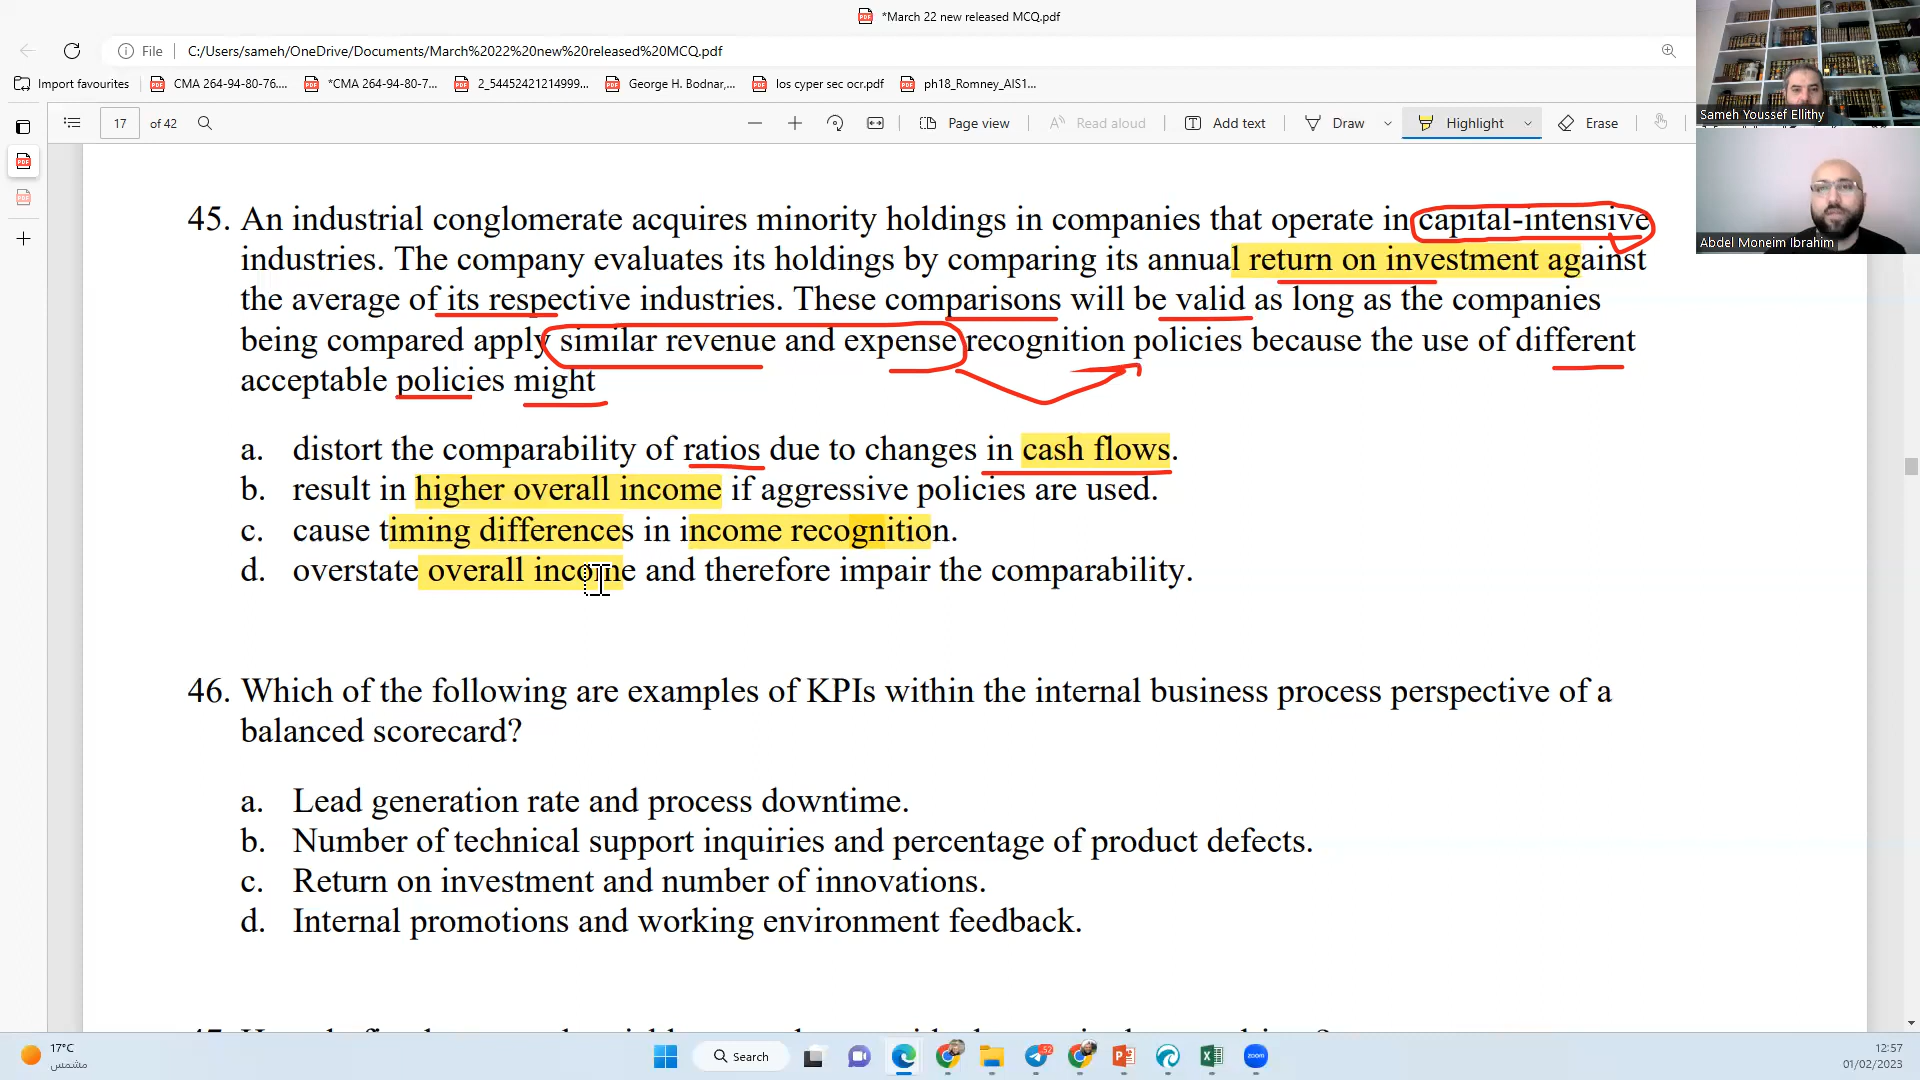 *March 22 new released MCQ.pdf
File
C:/Users/sameh/OneDrive/Documents/March%2022%20new%20released%20MCQ.pdf
Import favourites
CMA 264-94-80-76....
*CMA 264-94-80-7...
2_54452421214999...
George H. Bodnar,...
los cyper sec ocr.pdf
ph18_Romney_AIS1...
17
of 42
Page view
Read aloud
Add text
Draw
Highlight
Erase
Sameh Youssef Ellithy
Abdel Moneim Ibrahim
45. An industrial conglomerate acquires minority holdings in companies that operate in capital-intensive
industries. The company evaluates its holdings by comparing its annual return on investment against
the average of its respective industries. These comparisons will be valid as long as the companies
being compared apply similar revenue and expense recognition policies because the use of different
acceptable policies might
a. distort the comparability of ratios due to changes in cash flows.
b. result in higher overall income if aggressive policies are used.
c. cause timing differences in income recognition.
d. overstate overall income and therefore impair the comparability.
46. Which of the following are examples of KPIs within the internal business process perspective of a
balanced scorecard?
a. Lead generation rate and process downtime.
b. Number of technical support inquiries and percentage of product defects.
c. Return on investment and number of innovations.
d. Internal promotions and working environment feedback.
17°C
مشمس
Search
zoom
12:57
01/02/2023